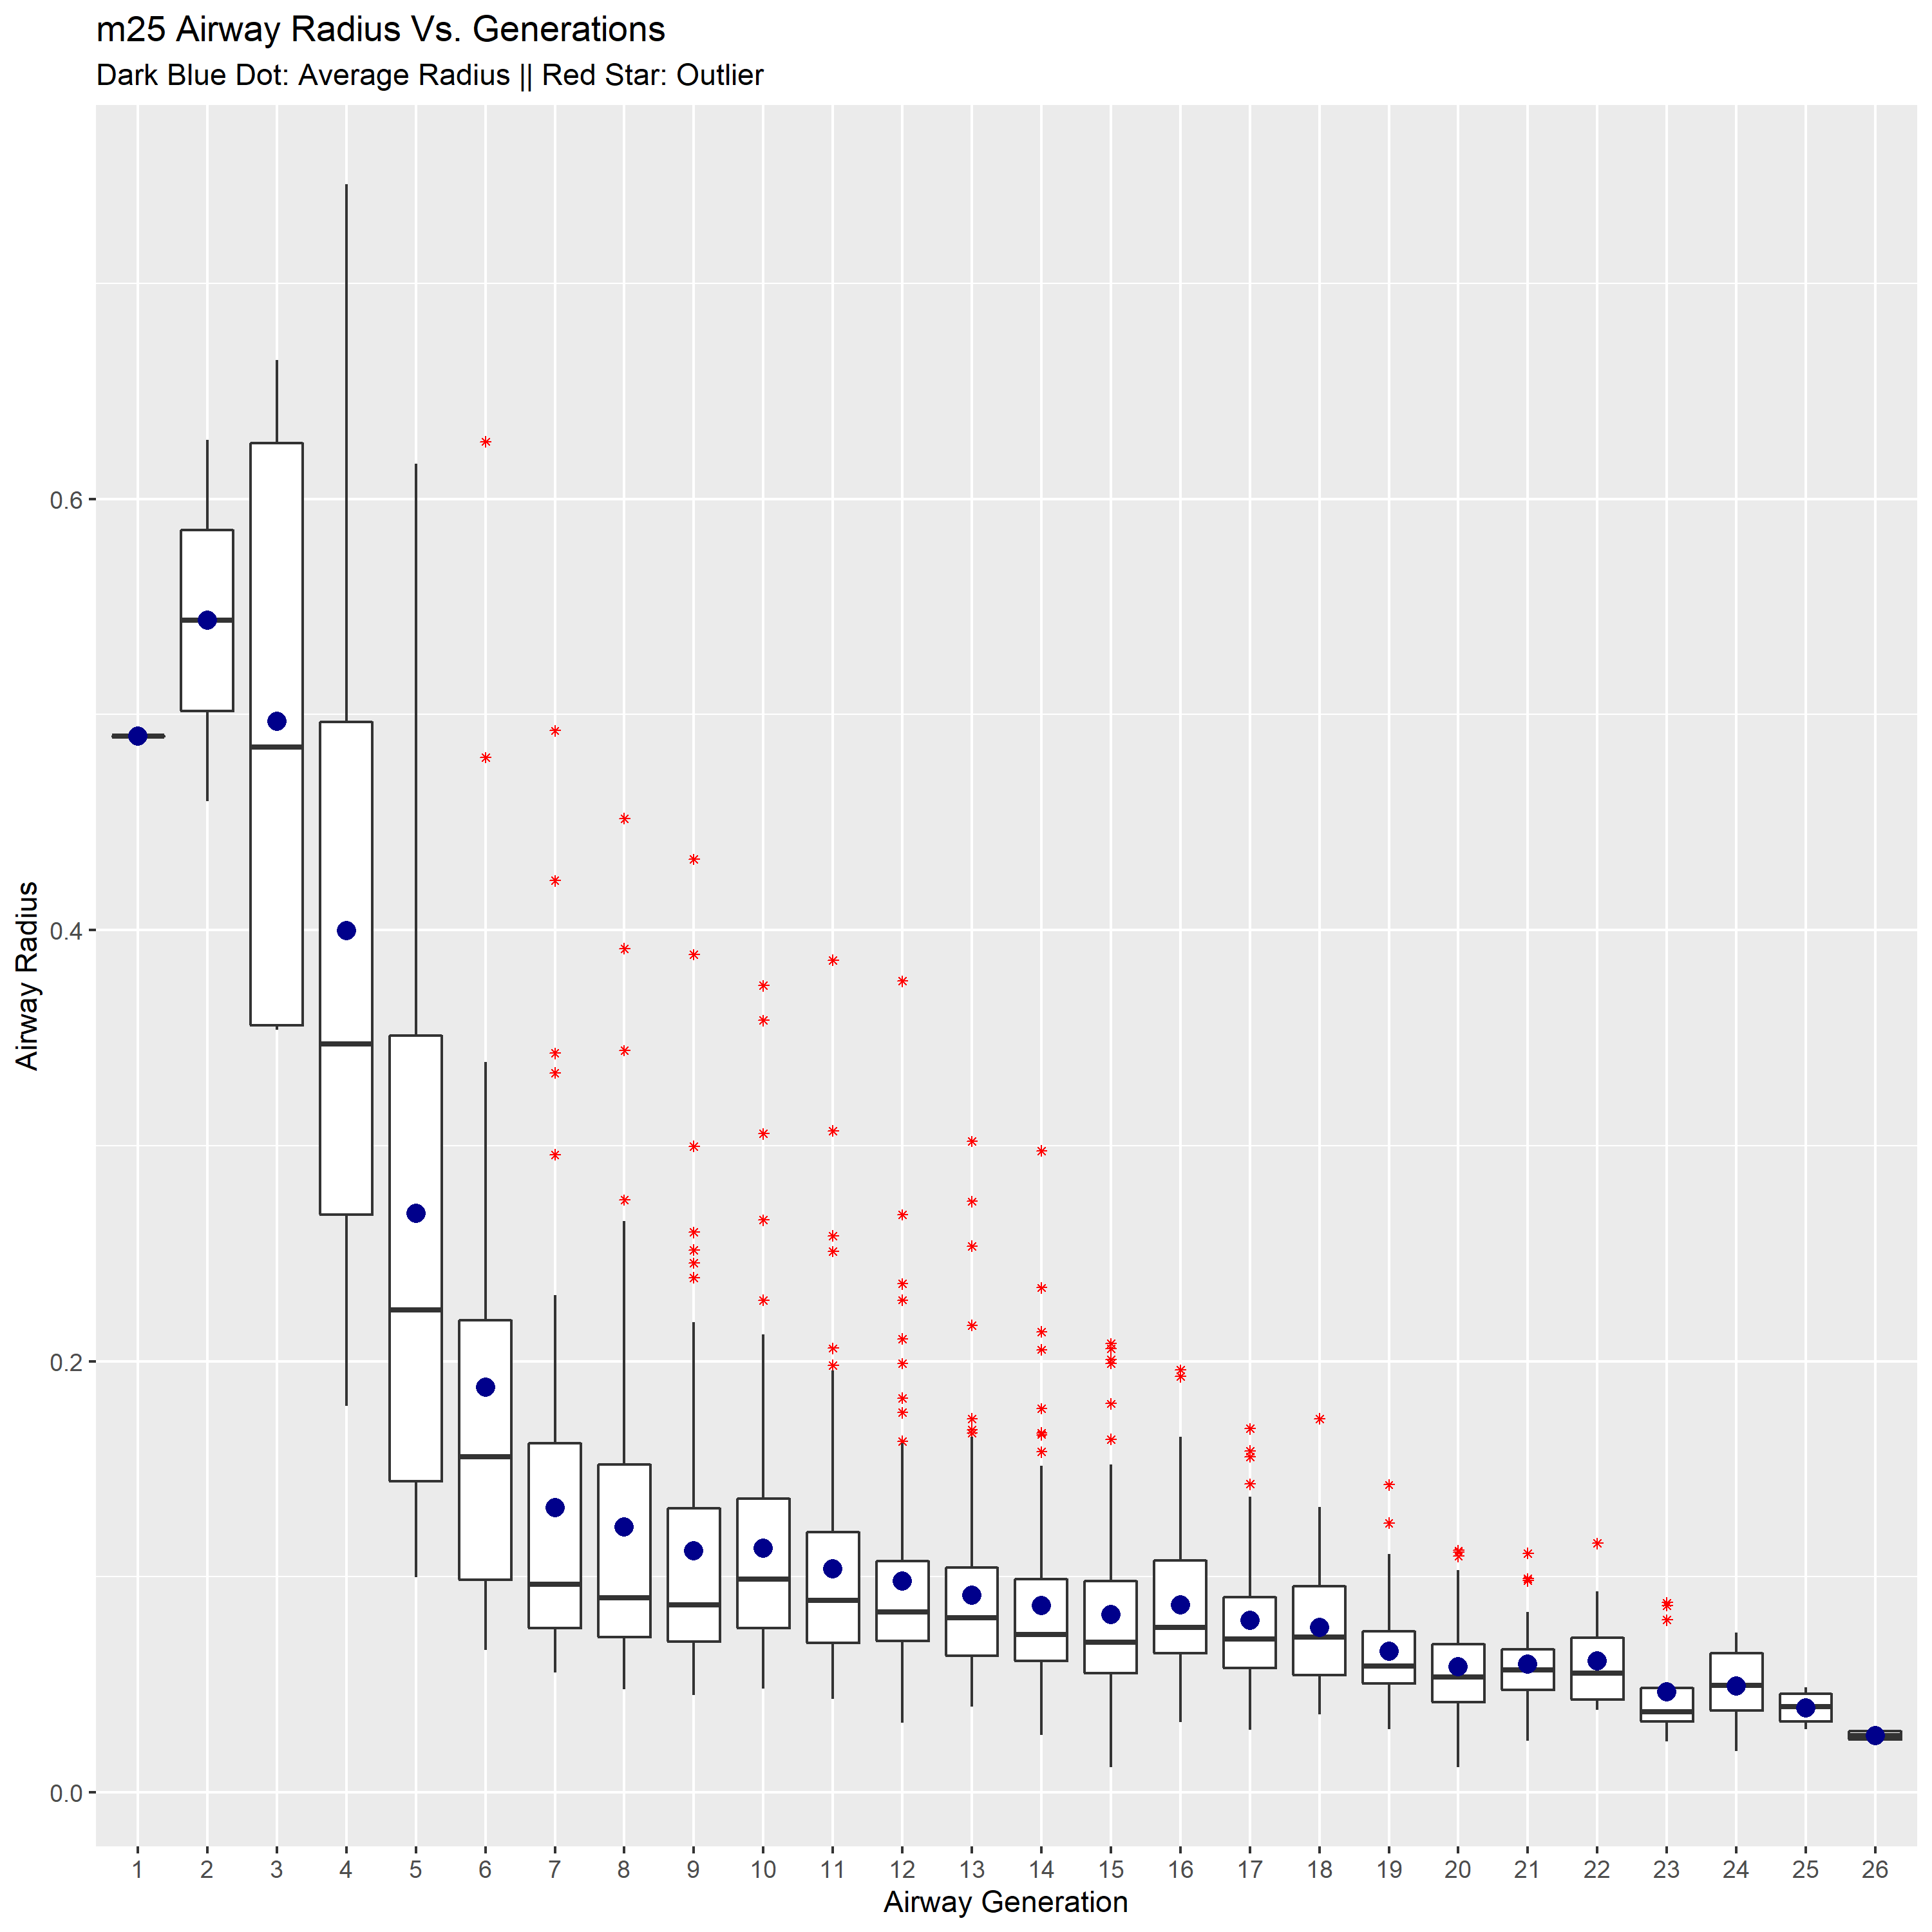 m25 Airway Radius Vs. Generations
Dark Blue Dot: Average Radius || Red Star: Outlier
Airway Radius
0.6
0.4
0.2
0.0
1 2 3 4 5 6 7 8 9 10 11 12 13 14 15 16 17 18 19 20 21 22 23 24 25 26
Airway Generation